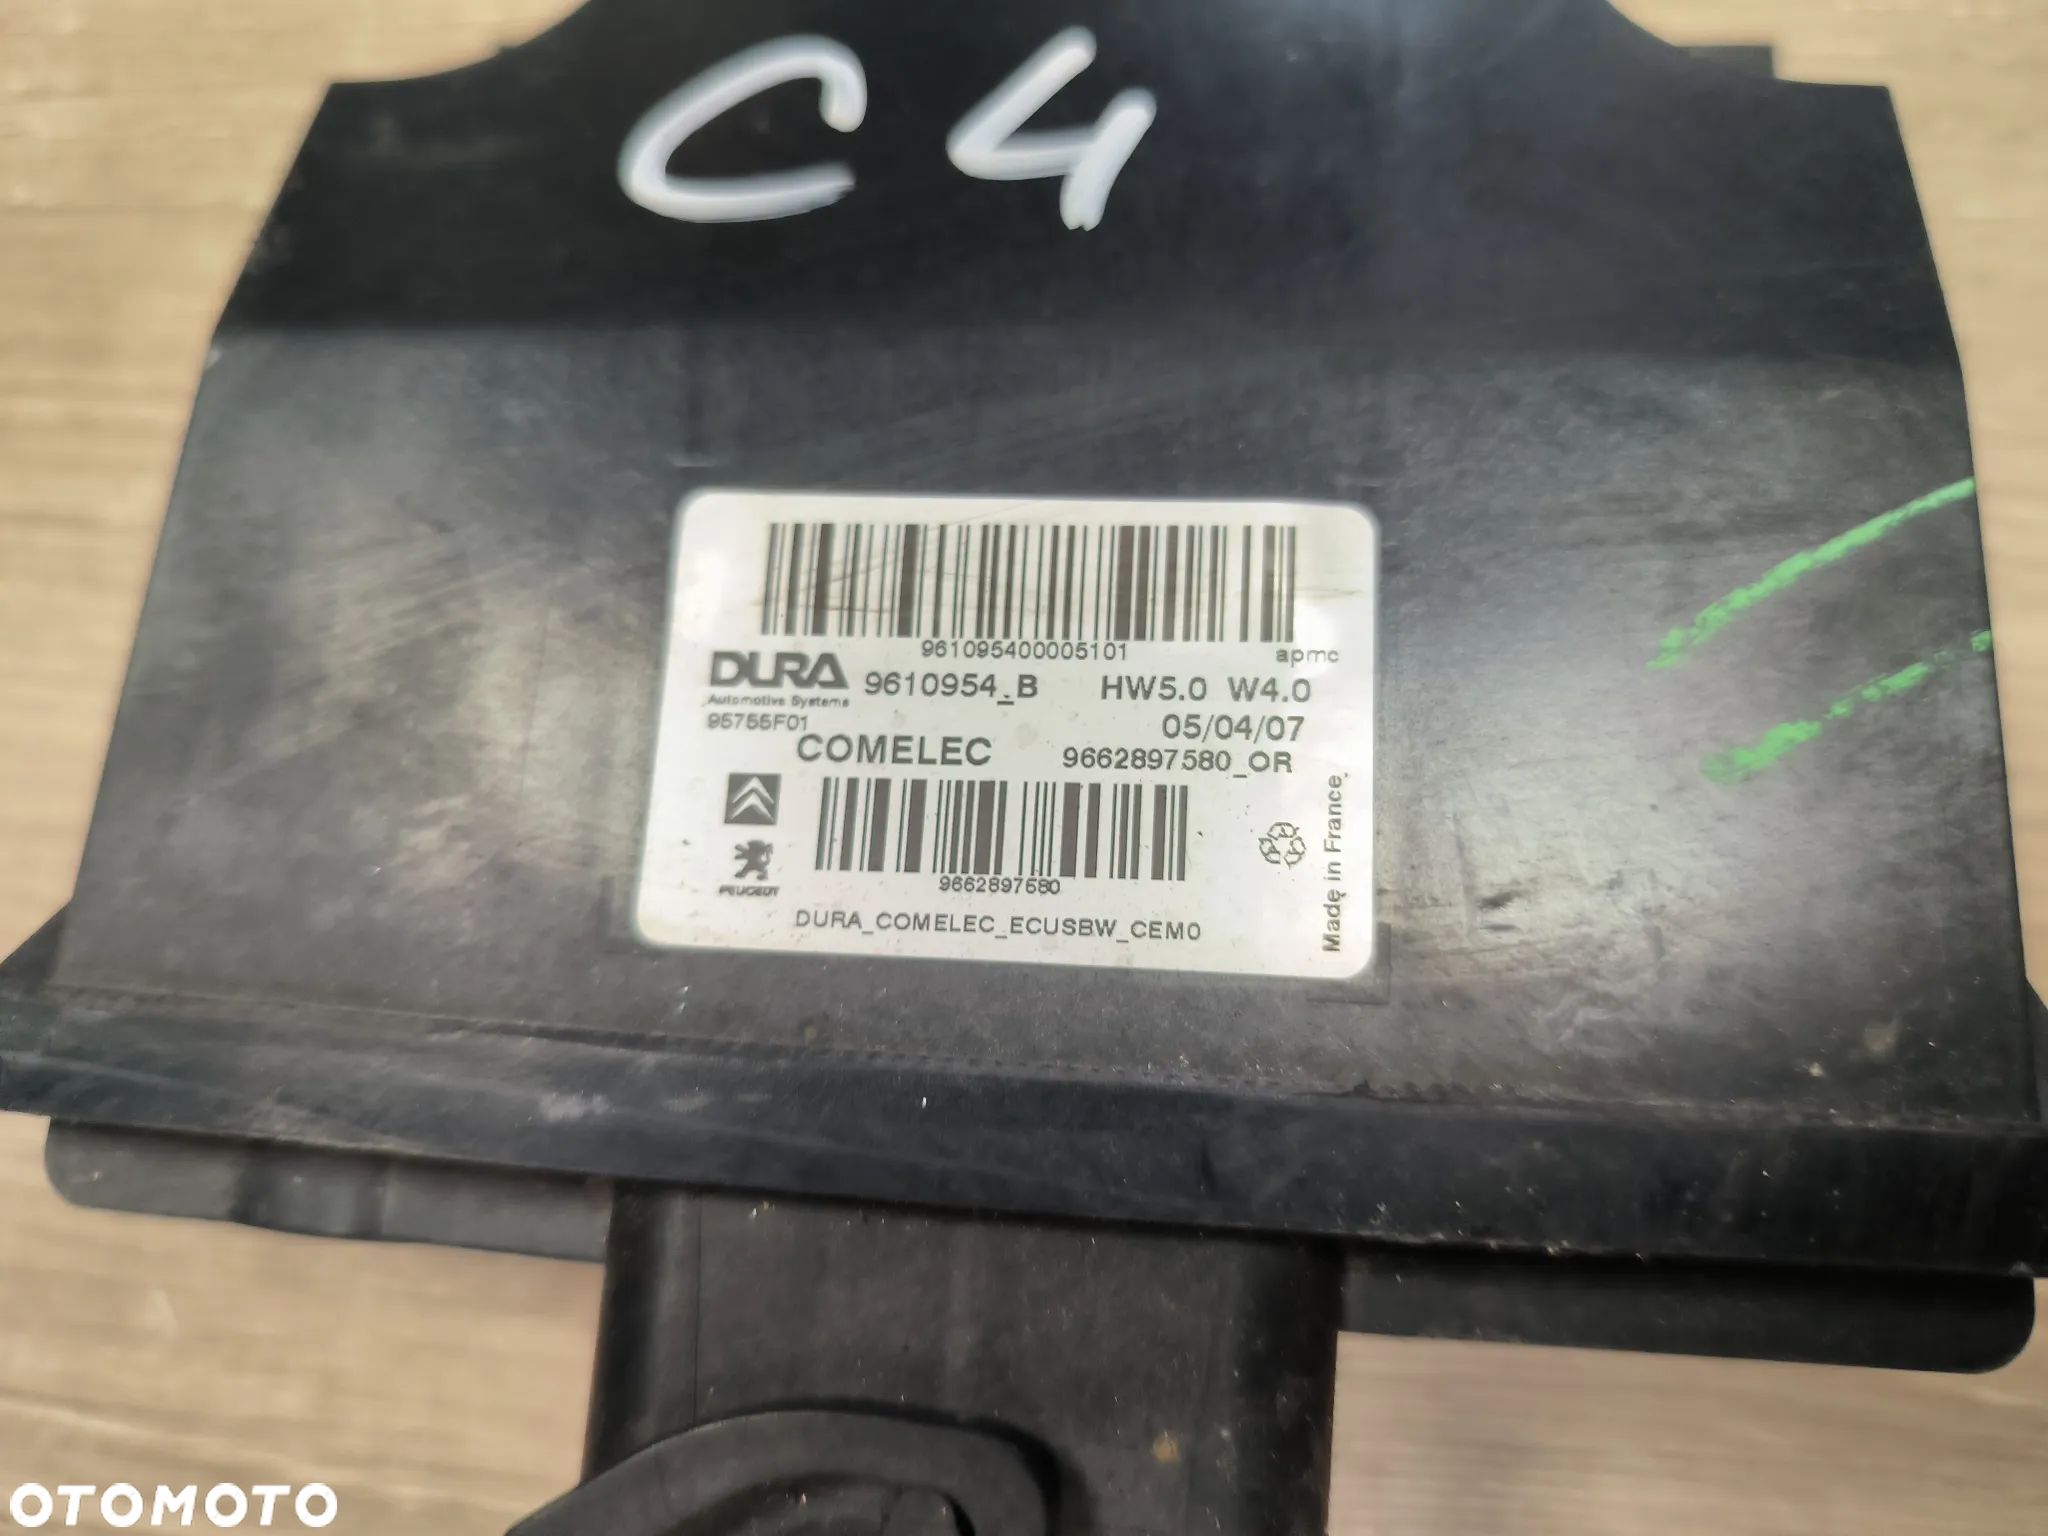 C4
961095400005101
apmc
DURA 9610954_B HW5.0 W4.0
Automotive Systems
95755F01 05/04/07
COMELEC 9662897580_OR
PEUGEOT
9662897580
DURA_COMELEC_ECUSBW_CEM0
Made in France
OTOMOTO